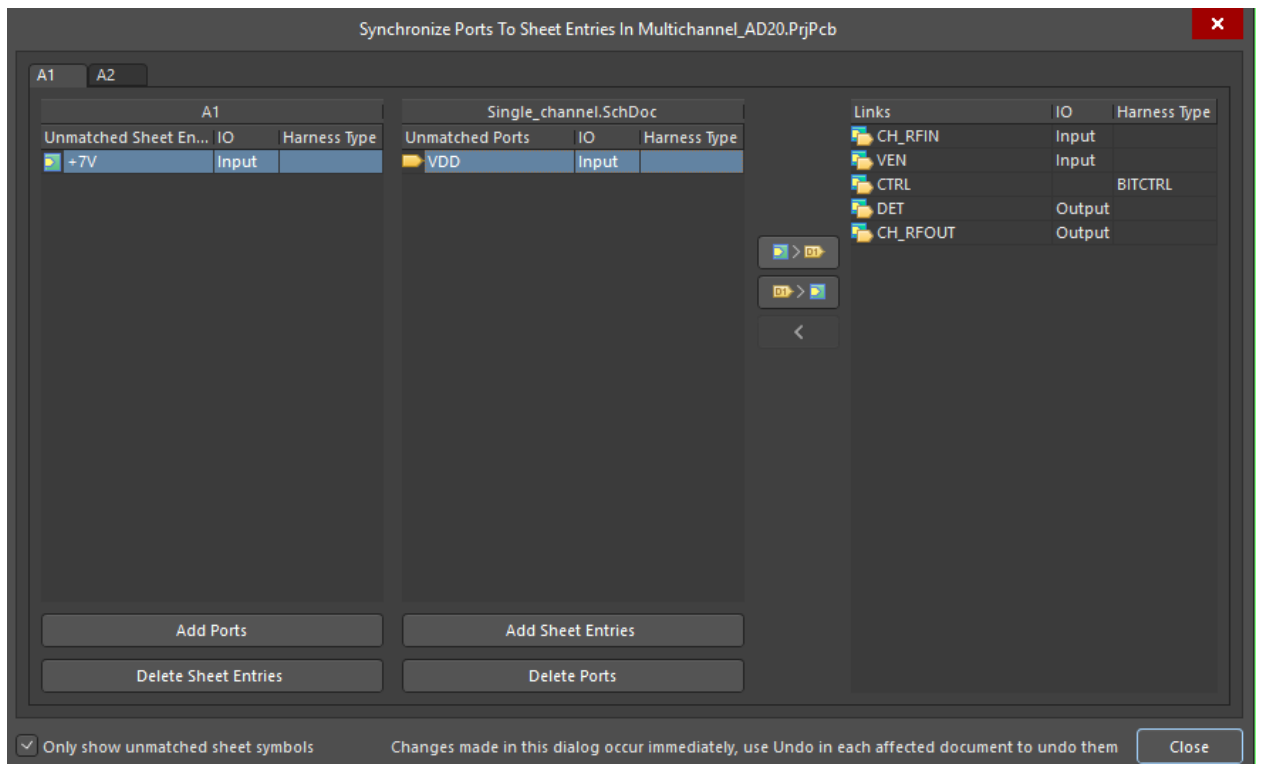 Synchronize Ports To Sheet Entries In Multichannel_AD20.PrjPcb
A1 A2
A1 Single_channel.SchDoc Links IO Harness Type
Unmatched Sheet En... IO Harness Type Unmatched Ports IO Harness Type CH_RFIN Input
+7V Input VDD Input VEN Input
CTRL BITCTRL
DET Output
CH_RFOUT Output
D1
D1
Add Ports Add Sheet Entries
Delete Sheet Entries Delete Ports
Only show unmatched sheet symbols Changes made in this dialog occur immediately, use Undo in each affected document to undo them Close